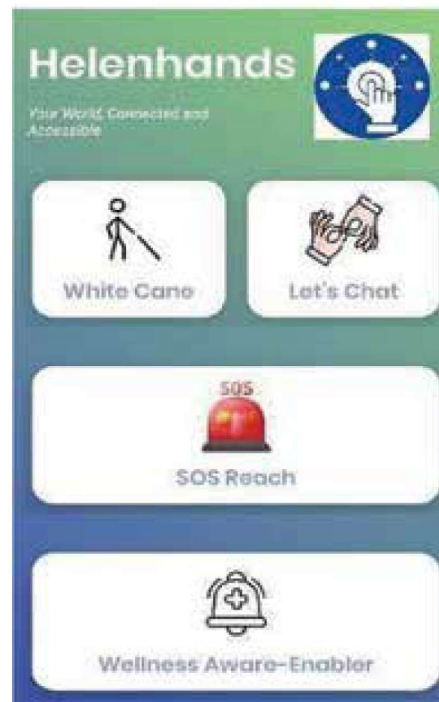 Helenhands
Your World, Connected and
Accessible
White Cane
Let's Chat
SOS
SOS Reach
Wellness Aware-Enabler